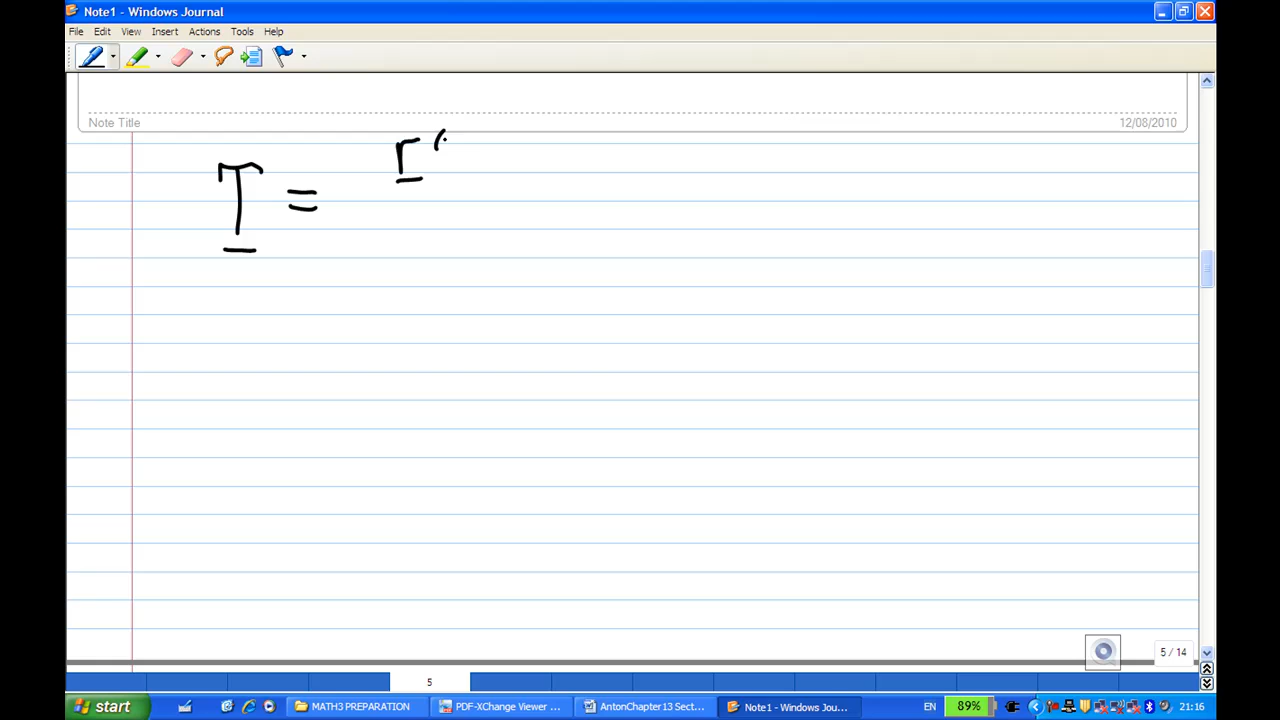 Note1 - Windows Journal
File Edit View Insert Actions Tools Help
Note Title
12/08/2010
T = r (
5 / 14
5
start
MATH3 PREPARATION
PDF-XChange Viewer ...
AntonChapter13 Sect...
Note1 - Windows Jou...
EN
89%
21:16